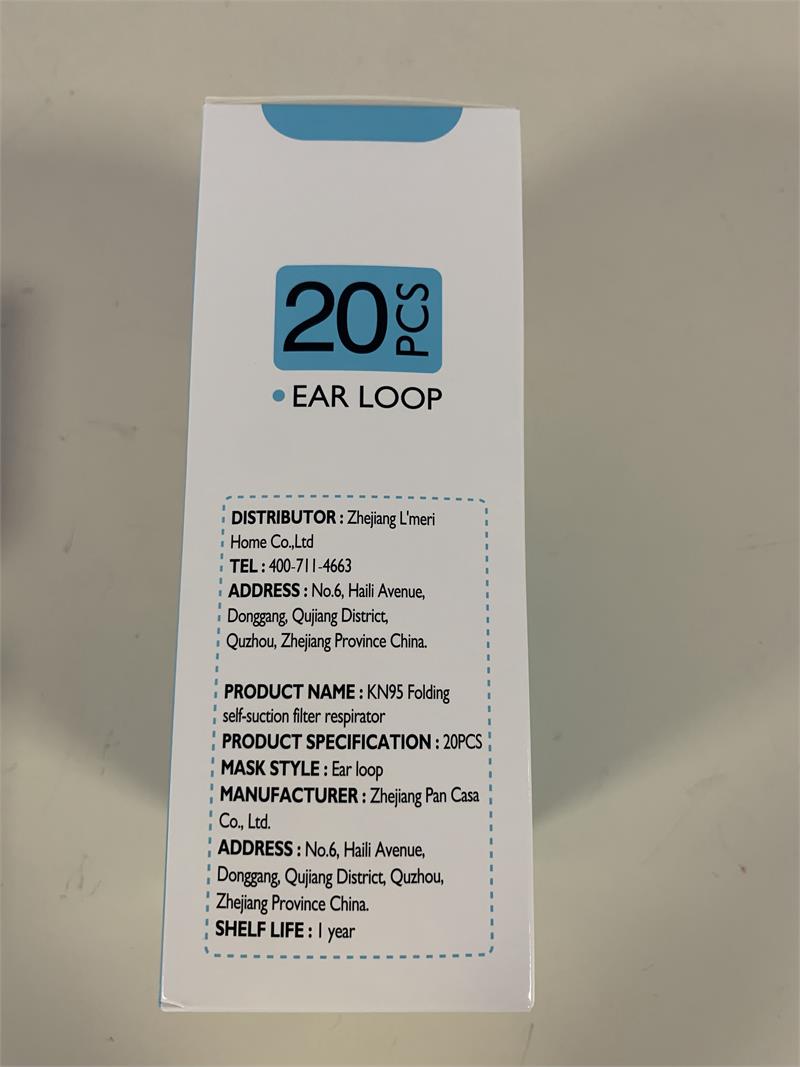 20 PCS
• EAR LOOP
DISTRIBUTOR : Zhejiang L'meri
Home Co.,Ltd
TEL : 400-711-4663
ADDRESS : No.6, Haili Avenue,
Donggang, Qujiang District,
Quzhou, Zhejiang Province China.
PRODUCT NAME : KN95 Folding
self-suction filter respirator
PRODUCT SPECIFICATION : 20PCS
MASK STYLE : Ear loop
MANUFACTURER : Zhejiang Pan Casa
Co., Ltd.
ADDRESS : No.6, Haili Avenue,
Donggang, Qujiang District, Quzhou,
Zhejiang Province China.
SHELF LIFE : 1 year